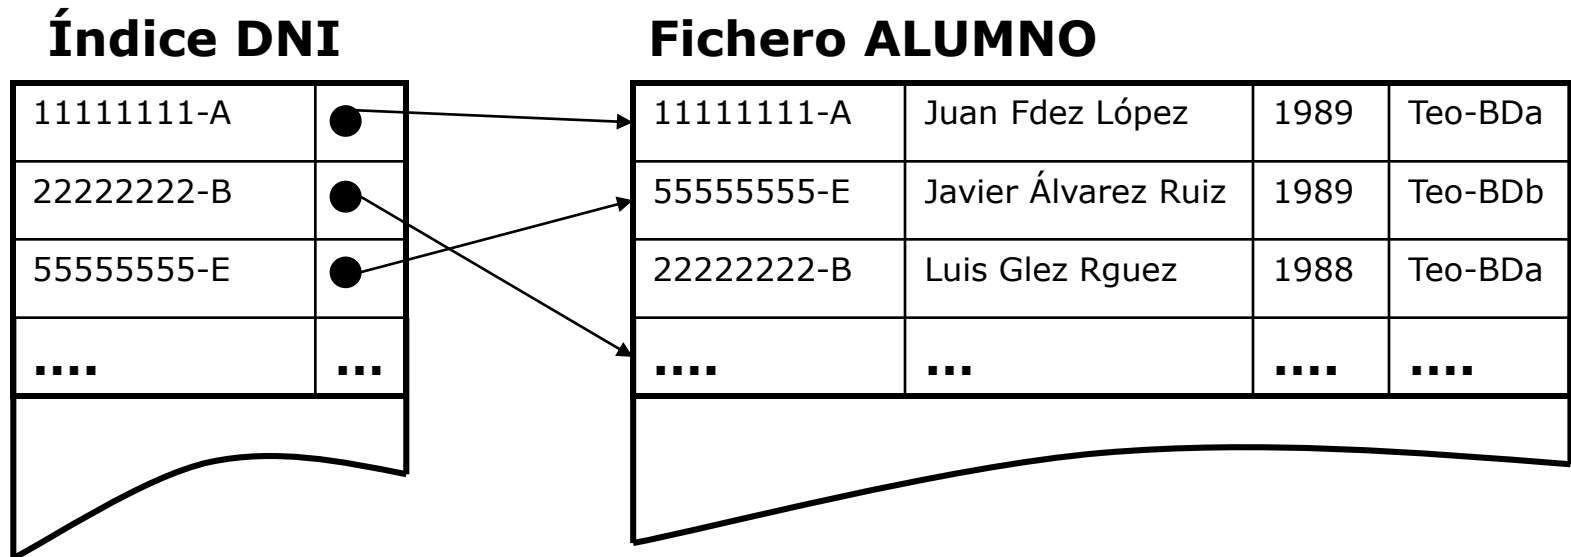 Índice DNI
11111111-A
22222222-B
55555555-E
.... ...
Fichero ALUMNO
11111111-A Juan Fdez López 1989 Teo-BDa
55555555-E Javier Álvarez Ruiz 1989 Teo-BDb
22222222-B Luis Glez Rguez 1988 Teo-BDa
.... ... .... ....